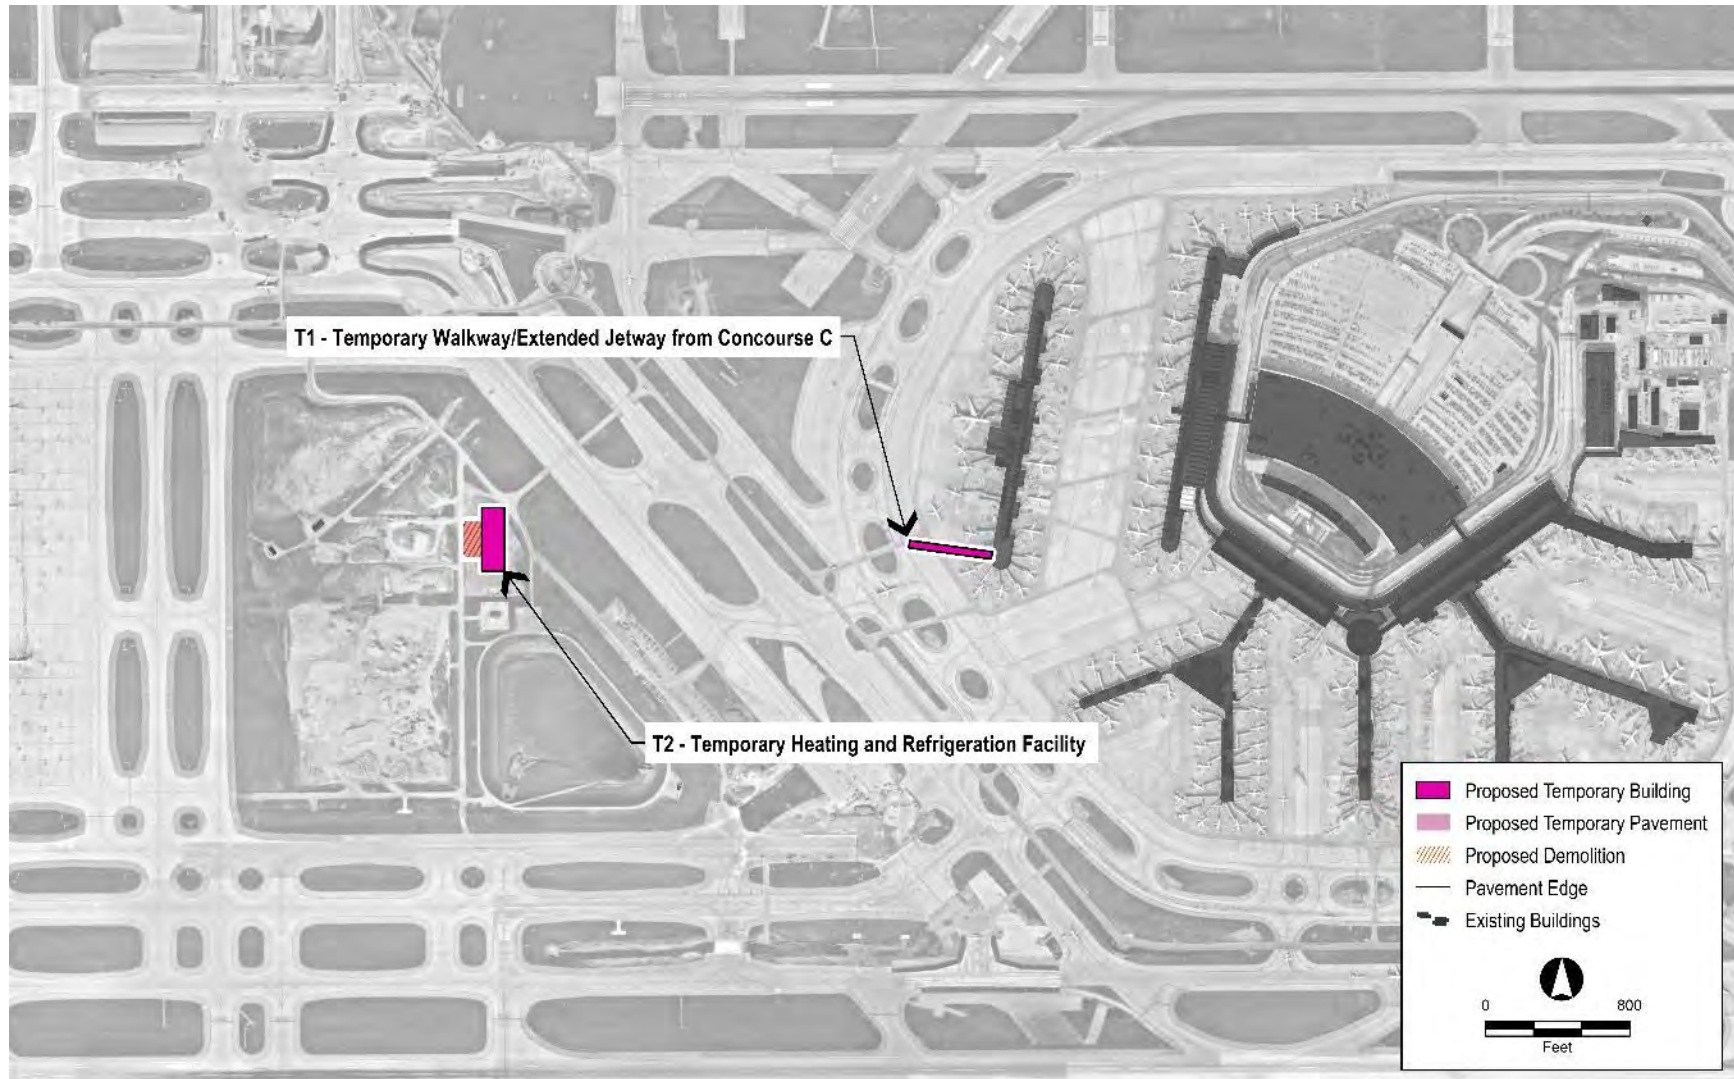 T1 - Temporary Walkway/Extended Jetway from Concourse C
T2 - Temporary Heating and Refrigeration Facility
Proposed Temporary Building
Proposed Temporary Pavement
Proposed Demolition
Pavement Edge
Existing Buildings
0 800
Feet